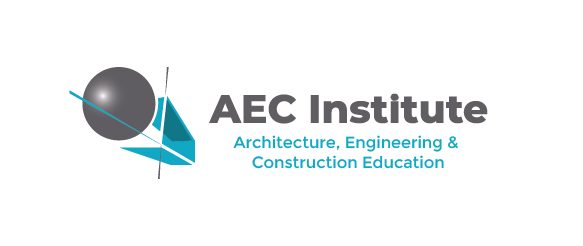 AEC Institute
Architecture, Engineering &
Construction Education